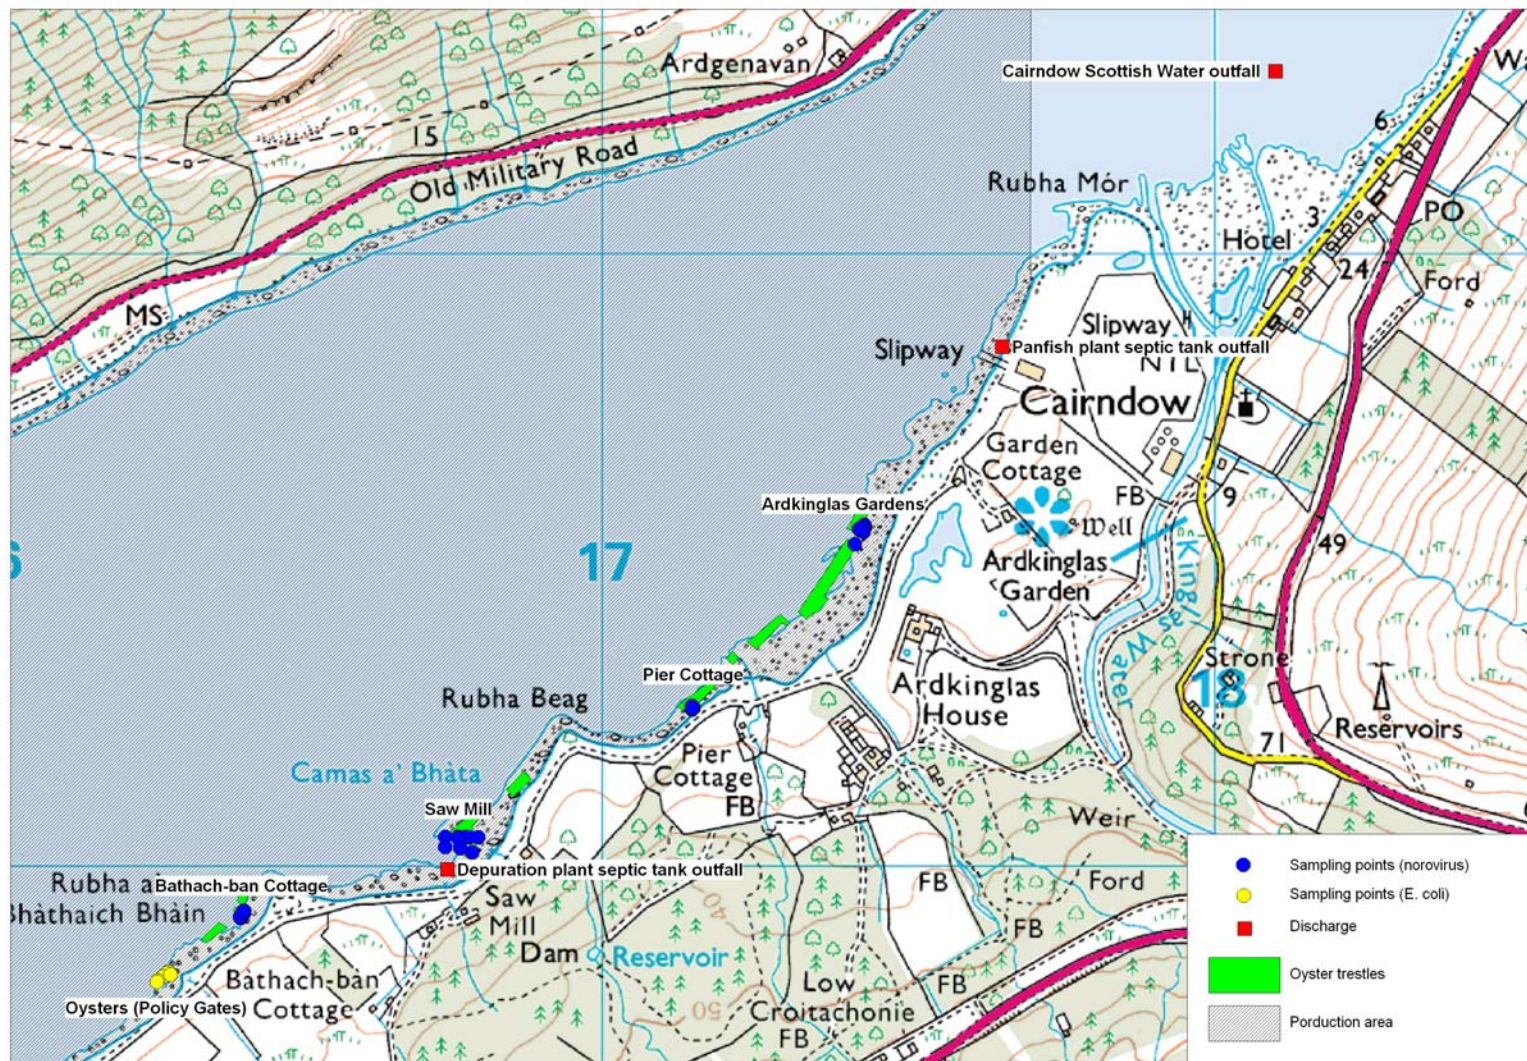 Ardgenavan
Wa
Cairndow Scottish Water outfall
15
Old Military Road
6
Rubha Mór
PO
3
Hotel
24
Ford
MS
Slipway
NTL
Slipway
Panfish plant septic tank outfall
Cairndow
Garden
Cottage
FB
9
Ardkinglas Gardens
Well
49
6
17
Ardkinglas
Garden
Kinglas Water
Strone
Pier Cottage
Rubha Beag
Ardkinglas
House
18
Reservoirs
71
Pier
Cottage
FB
Camas a' Bhàta
Saw Mill
Weir
Depuration plant septic tank outfall
Rubha a
Bathach-ban Cottage
Bhàthaich Bhàin
Saw
Mill
40
FB
Ford
FB
Dam
Reservoir
Bathach-bàn
Cottage
Oysters (Policy Gates)
50
Low
Croitachonie
FB
FB
Sampling points (norovirus)
Sampling points (E. coli)
Discharge
Oyster trestles
Porduction area